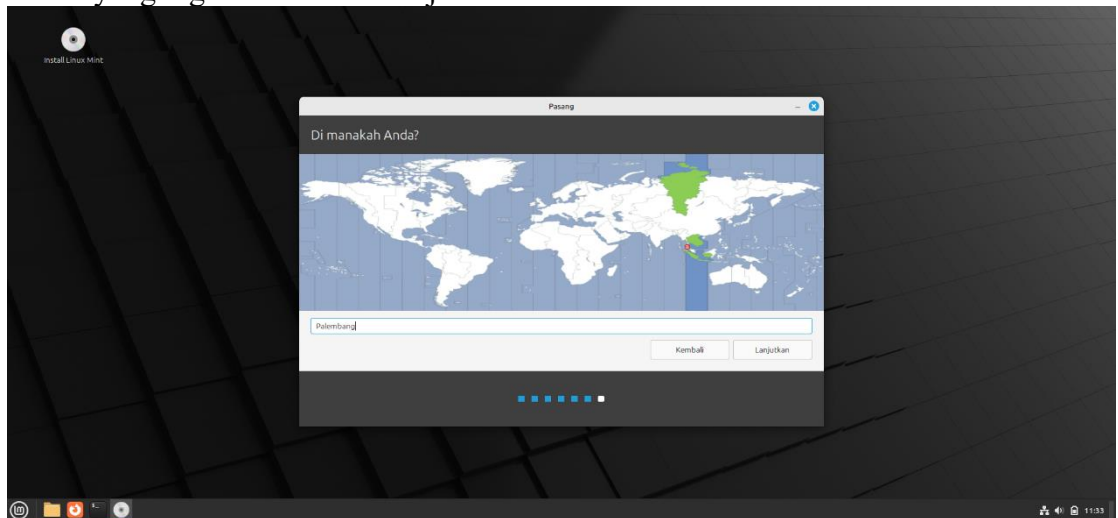 Install Linux Mint
Pasang
Di manakah Anda?
Palembang
Kembali
Lanjutkan
11:33